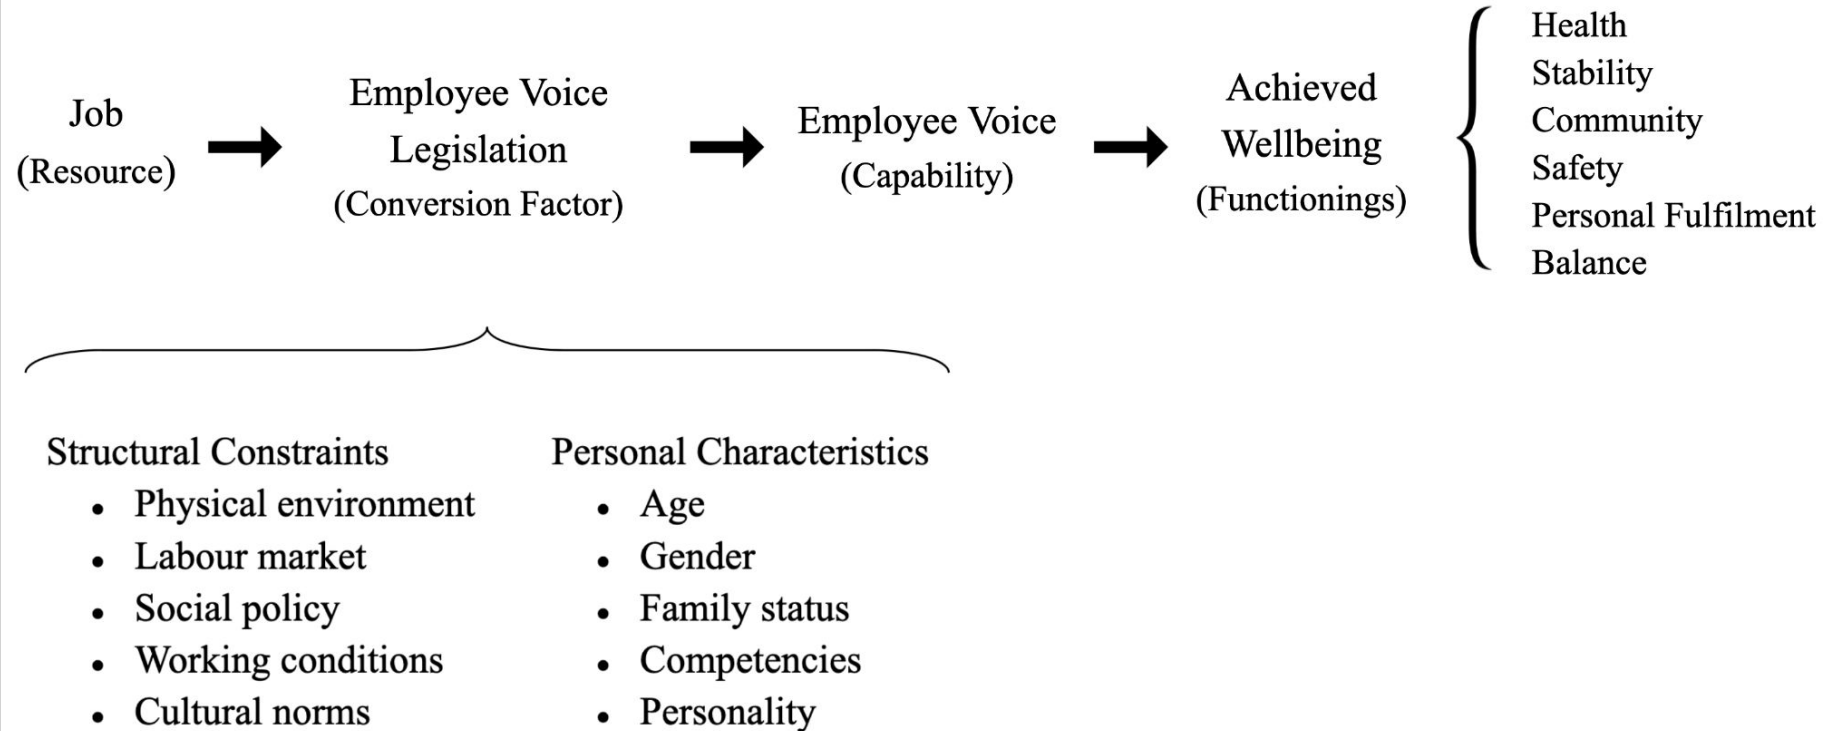 Job
(Resource)
Employee Voice
Legislation
(Conversion Factor)
Employee Voice
(Capability)
Achieved
Wellbeing
(Functionings)
Health
Stability
Community
Safety
Personal Fulfilment
Balance
Structural Constraints
• Physical environment
• Labour market
• Social policy
• Working conditions
• Cultural norms
Personal Characteristics
• Age
• Gender
• Family status
• Competencies
• Personality